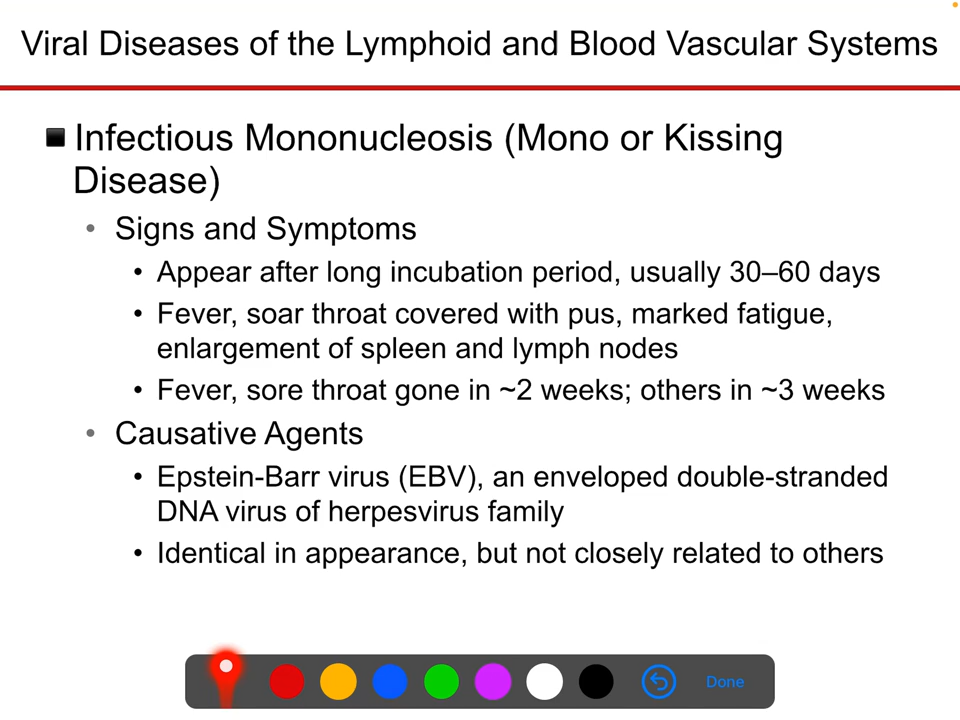 Viral Diseases of the Lymphoid and Blood Vascular Systems
Infectious Mononucleosis (Mono or Kissing
Disease)
• Signs and Symptoms
• Appear after long incubation period, usually 30–60 days
• Fever, soar throat covered with pus, marked fatigue,
enlargement of spleen and lymph nodes
• Fever, sore throat gone in ~2 weeks; others in ~3 weeks
• Causative Agents
• Epstein-Barr virus (EBV), an enveloped double-stranded
DNA virus of herpesvirus family
• Identical in appearance, but not closely related to others
Done